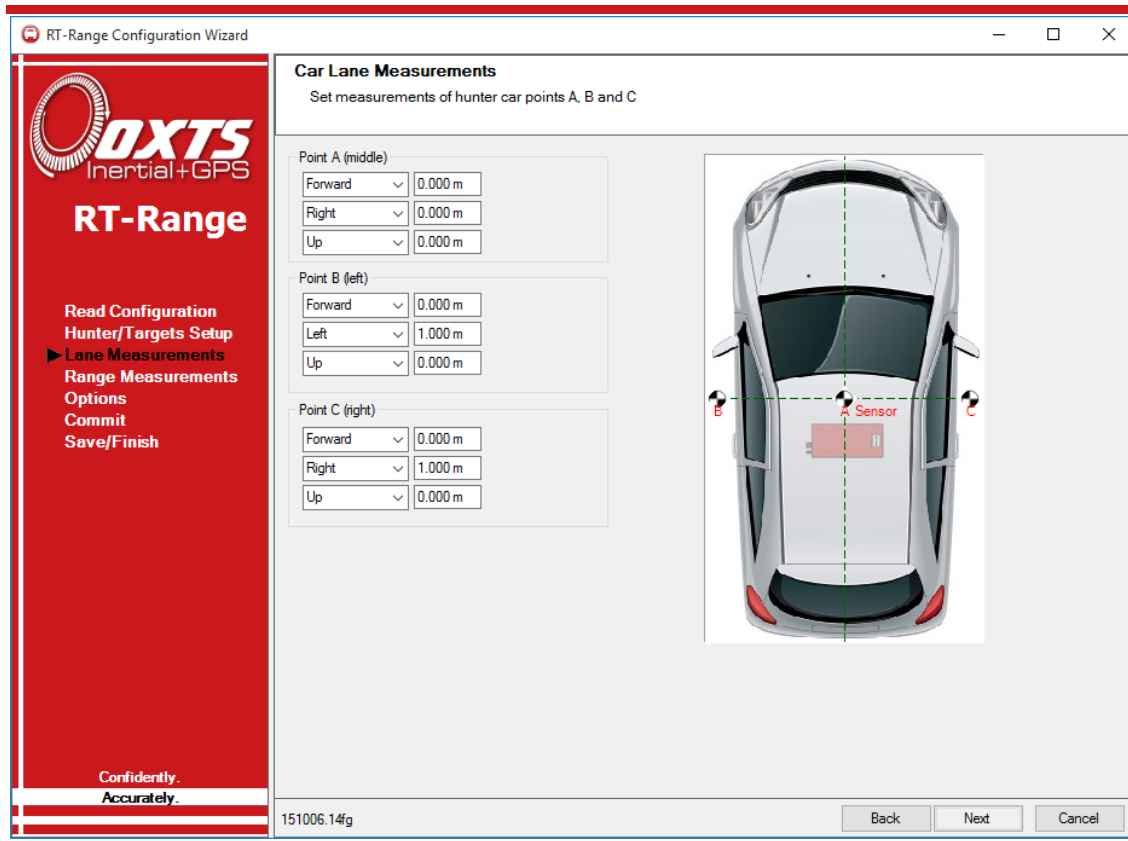 RT-Range Configuration Wizard
OXTS
Inertial+GPS
RT-Range
Read Configuration
Hunter/Targets Setup
Lane Measurements
Range Measurements
Options
Commit
Save/Finish
Confidently.
Accurately.
Car Lane Measurements
Set measurements of hunter car points A, B and C
Point A (middle)
Forward 0.000 m
Right 0.000 m
Up 0.000 m
Point B (left)
Forward 0.000 m
Left 1.000 m
Up 0.000 m
Point C (right)
Forward 0.000 m
Right 1.000 m
Up 0.000 m
B A Sensor C
151006.14fg
Back Next Cancel